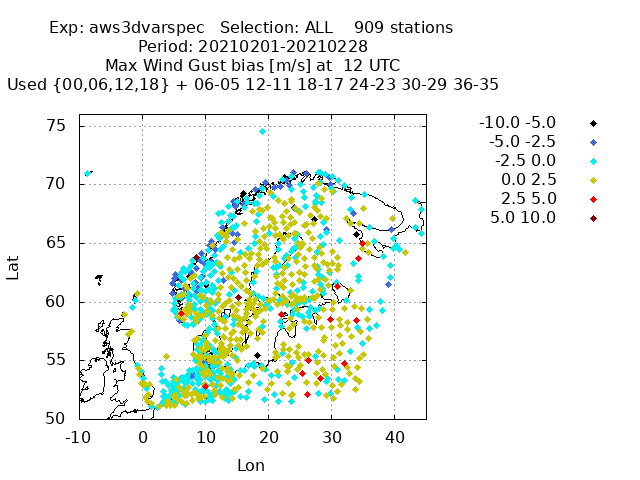 Exp: aws3dvarspec   Selection: ALL    909 stations
Period: 20210201-20210228
Max Wind Gust bias [m/s] at  12 UTC
Used {00,06,12,18} + 06-05 12-11 18-17 24-23 30-29 36-35
-10.0 -5.0
-5.0 -2.5
-2.5 0.0
0.0 2.5
2.5 5.0
5.0 10.0
75
70
65
60
55
50
Lat
-10 0 10 20 30 40
Lon